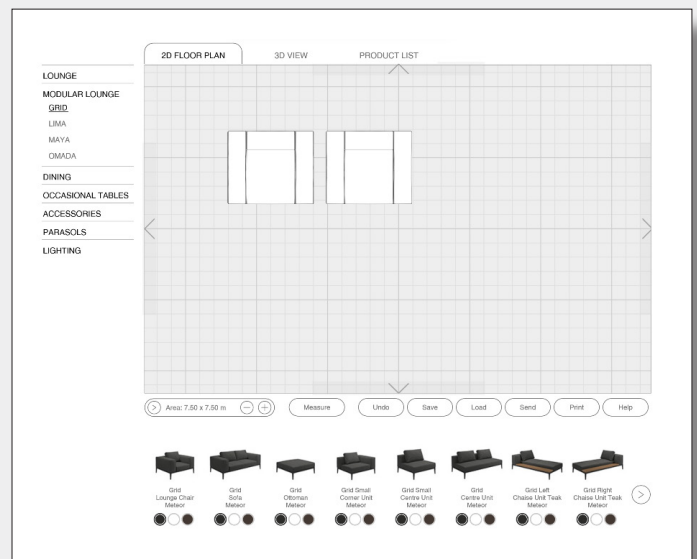 2D FLOOR PLAN
3D VIEW
PRODUCT LIST
LOUNGE
MODULAR LOUNGE
GRID
LIMA
MAYA
OMADA
DINING
OCCASIONAL TABLES
ACCESSORIES
PARASOLS
LIGHTING
Area: 7.50 x 7.50 m
Measure
Undo
Save
Load
Send
Print
Help
Grid
Lounge Chair
Meteor
Grid
Sofa
Meteor
Grid
Ottoman
Meteor
Grid Small
Corner Unit
Meteor
Grid Small
Centre Unit
Meteor
Grid
Centre Unit
Meteor
Grid Left
Chaise Unit Teak
Meteor
Grid Right
Chaise Unit Teak
Meteor